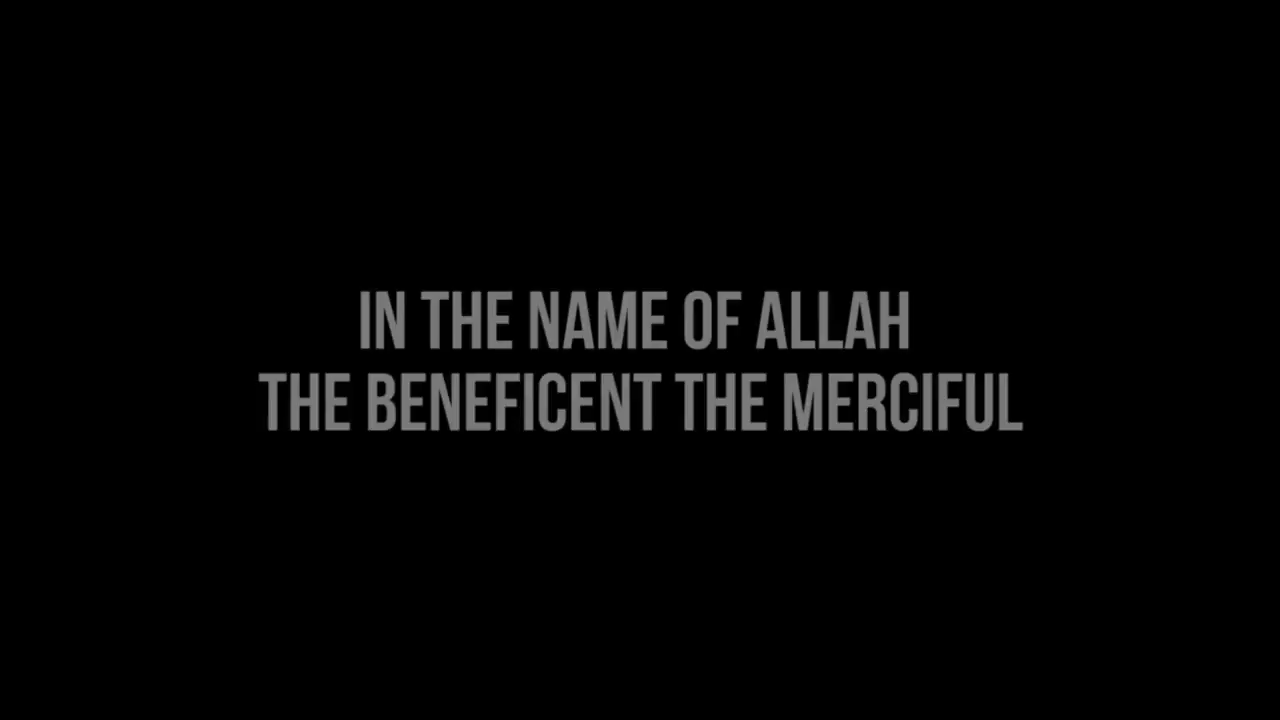 IN THE NAME OF ALLAH
THE BENEFICENT THE MERCIFUL